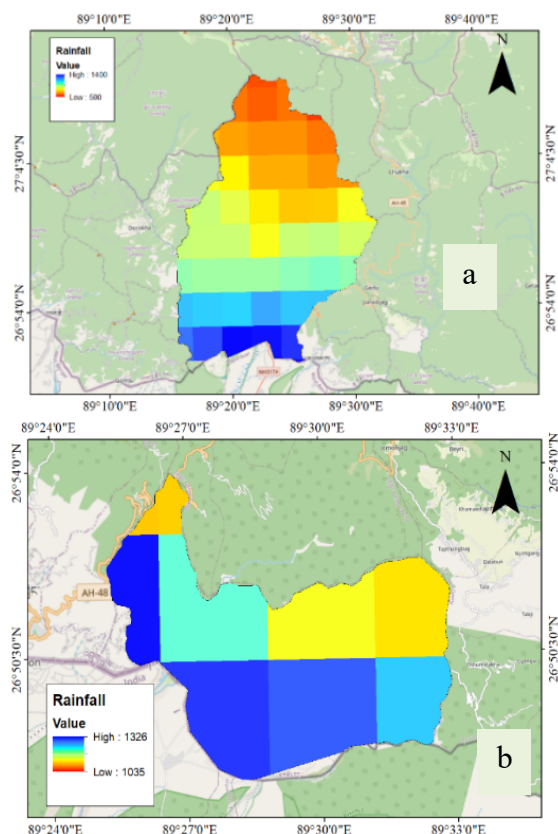 89°10'0"E 89°20'0"E 89°30'0"E 89°40'0"E
Rainfall
Value
High : 1400
Low : 500
N
27°4'30"N
27°4'30"N
Chukha
AH-48
Dorokha
Gedu
26°54'0"N
26°54'0"N
a
89°10'0"E 89°20'0"E 89°30'0"E 89°40'0"E
89°24'0"E 89°27'0"E 89°30'0"E 89°33'0"E
26°54'0"N
26°54'0"N
N
AH-48
26°50'30"N
26°50'30"N
India
Rainfall
Value
High : 1326
Low : 1035
b
89°24'0"E 89°27'0"E 89°30'0"E 89°33'0"E